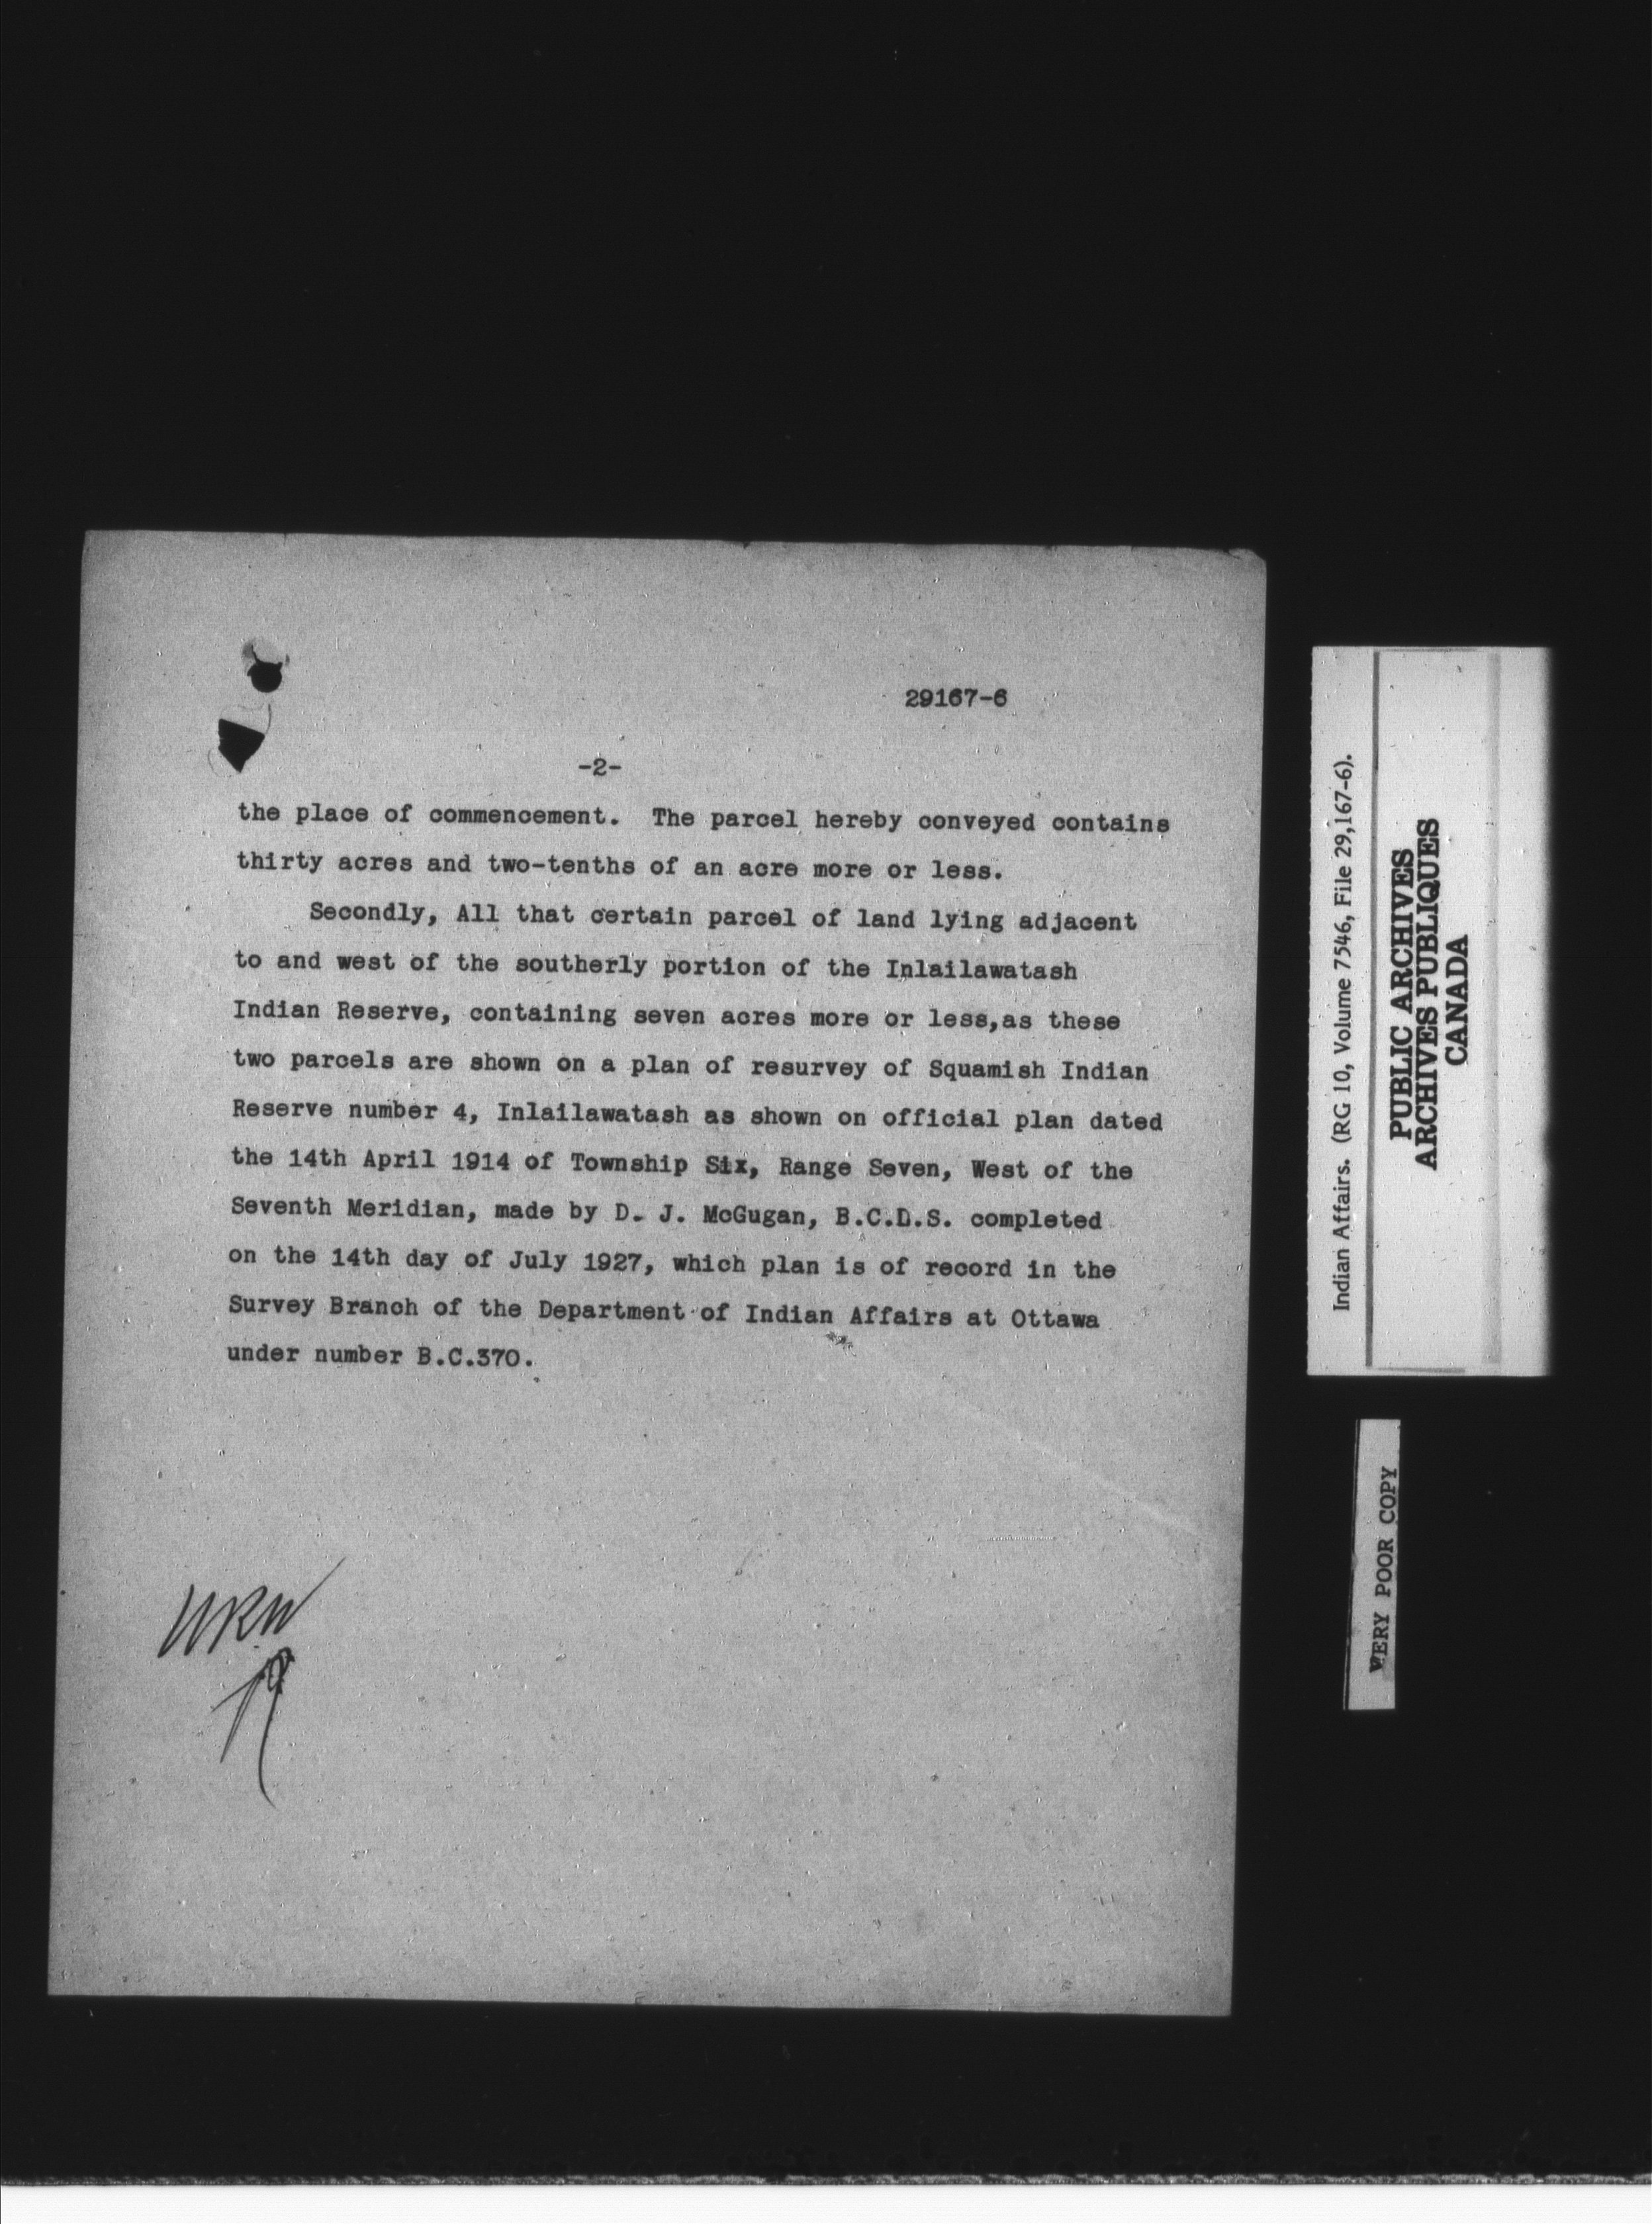 29167-6
-2-
the place of commencement. The parcel hereby conveyed contains
thirty acres and two-tenths of an acre more or less.
Secondly, All that certain parcel of land lying adjacent
to and west of the southerly portion of the Inlailawatash
Indian Reserve, containing seven acres more or less,as these
two parcels are shown on a plan of resurvey of Squamish Indian
Reserve number 4, Inlailawatash as shown on official plan dated
the 14th April 1914 of Township Six, Range Seven, West of the
Seventh Meridian, made by D. J. McGugan, B.C.D.S. completed
on the 14th day of July 1927, which plan is of record in the
Survey Branch of the Department of Indian Affairs at Ottawa
under number B.C.370.
Indian Affairs. (RG 10, Volume 7546, File 29,167-6).
PUBLIC ARCHIVES
ARCHIVES PUBLIQUES
CANADA
VERY POOR COPY